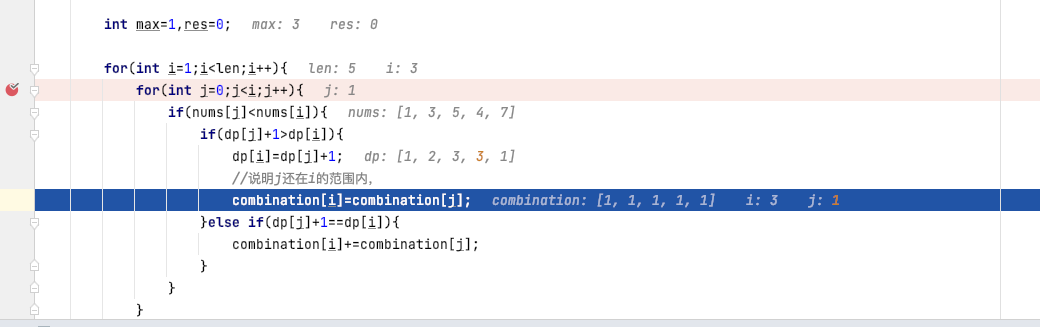 int max=1,res=0; max: 3 res: 0
for(int i=1;i<len;i++){ len: 5 i: 3
for(int j=0;j<i;j++){ j: 1
if(nums[j]<nums[i]){ nums: [1, 3, 5, 4, 7]
if(dp[j]+1>dp[i]){
dp[i]=dp[j]+1; dp: [1, 2, 3, 3, 1]
//说明j还在i的范围内，
combination[i]=combination[j]; combination: [1, 1, 1, 1, 1] i: 3 j: 1
}else if(dp[j]+1==dp[i]){
combination[i]+=combination[j];
}
}
}